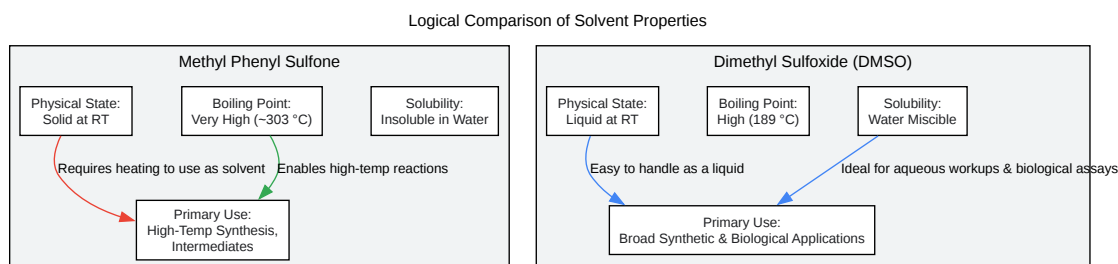 Logical Comparison of Solvent Properties
Methyl Phenyl Sulfone
Physical State:
Solid at RT
Boiling Point:
Very High (~303 °C)
Solubility:
Insoluble in Water
Requires heating to use as solvent
Enables high-temp reactions
Primary Use:
High-Temp Synthesis,
Intermediates
Dimethyl Sulfoxide (DMSO)
Physical State:
Liquid at RT
Boiling Point:
High (189 °C)
Solubility:
Water Miscible
Easy to handle as a liquid
Ideal for aqueous workups & biological assays
Primary Use:
Broad Synthetic & Biological Applications